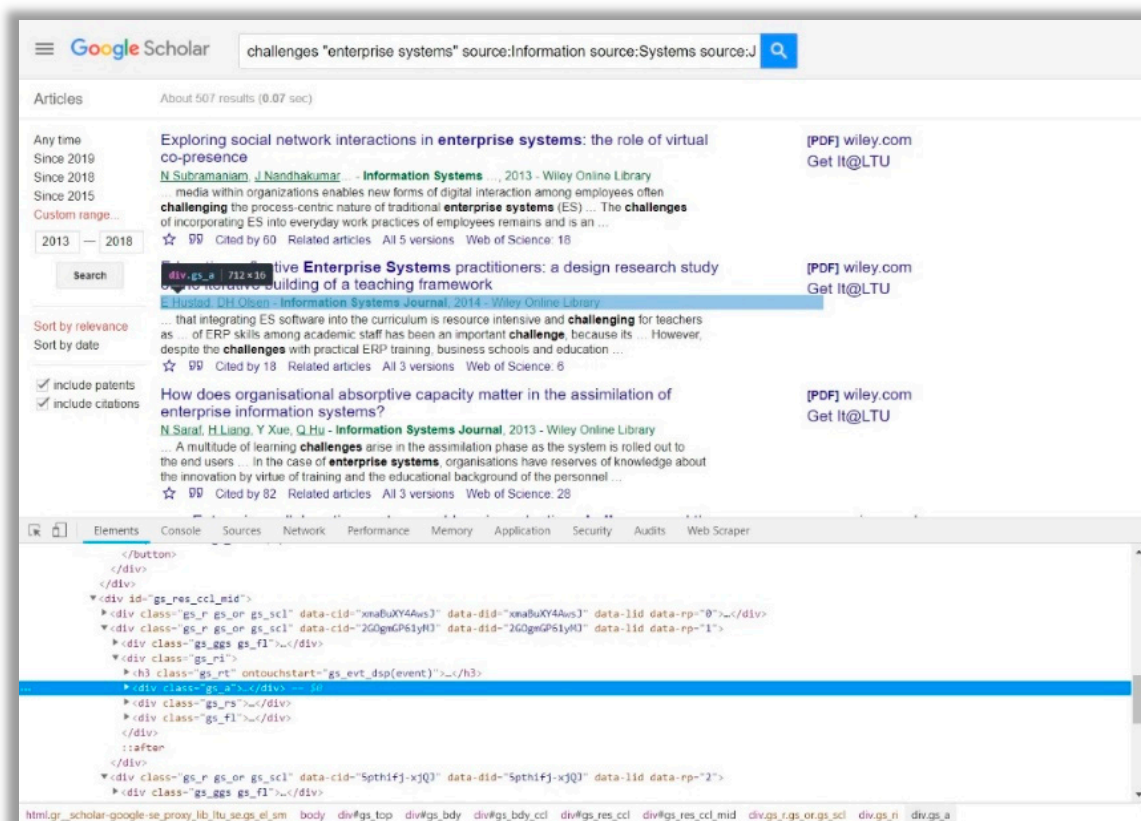 Google Scholar
challenges "enterprise systems" source:Information source:Systems source:J
Articles
About 507 results (0.07 sec)
Any time
Since 2019
Since 2018
Since 2015
Custom range...
2013 — 2018
Search
Sort by relevance
Sort by date
include patents
include citations
Exploring social network interactions in enterprise systems: the role of virtual
co-presence
N Subramaniam, J Nandhakumar... - Information Systems ..., 2013 - Wiley Online Library
... media within organizations enables new forms of digital interaction among employees often
challenging the process-centric nature of traditional enterprise systems (ES) ... The challenges
of incorporating ES into everyday work practices of employees remains and is an ...
Cited by 60 Related articles All 5 versions Web of Science: 18
[PDF] wiley.com
Get It@LTU
div.gs_a | 712×16
tive Enterprise Systems practitioners: a design research study
building of a teaching framework
E Hustad, DH Olsen - Information Systems Journal, 2014 - Wiley Online Library
... that integrating ES software into the curriculum is resource intensive and challenging for teachers
as ... of ERP skills among academic staff has been an important challenge, because its ... However,
despite the challenges with practical ERP training, business schools and education ...
Cited by 18 Related articles All 3 versions Web of Science: 6
[PDF] wiley.com
Get It@LTU
How does organisational absorptive capacity matter in the assimilation of
enterprise information systems?
N Saraf, H Liang, Y Xue, Q Hu - Information Systems Journal, 2013 - Wiley Online Library
... A multitude of learning challenges arise in the assimilation phase as the system is rolled out to
the end users ... In the case of enterprise systems, organisations have reserves of knowledge about
the innovation by virtue of training and the educational background of the personnel ...
Cited by 82 Related articles All 3 versions Web of Science: 28
[PDF] wiley.com
Get It@LTU
Elements Console Sources Network Performance Memory Application Security Audits Web Scraper
</button>
</div>
</div>
▼<div id="gs_res_ccl_mid">
▶<div class="gs_r gs_or gs_scl" data-cid="xmaBuXY4AwsJ" data-did="xmaBuXY4AwsJ" data-lid data-rp="0">…</div>
▼<div class="gs_r gs_or gs_scl" data-cid="2GOgmGP61yMJ" data-did="2GOgmGP61yMJ" data-lid data-rp="1">
▶<div class="gs_ggs gs_fl">…</div>
▼<div class="gs_ri">
▶<h3 class="gs_rt" ontouchstart="gs_evt_dsp(event)">…</h3>
... ▶<div class="gs_a">…</div> == $0
▶<div class="gs_rs">…</div>
▶<div class="gs_fl">…</div>
</div>
::after
</div>
▼<div class="gs_r gs_or gs_scl" data-cid="5pthifj-xjQJ" data-did="5pthifj-xjQJ" data-lid data-rp="2">
▶<div class="gs_ggs gs_fl">…</div>
html.gr__scholar-google-se_proxy_lib_ltu_se.gs_el_sm body div#gs_top div#gs_bdy div#gs_bdy_ccl div#gs_res_ccl div#gs_res_ccl_mid div.gs_r.gs_or.gs_scl div.gs_ri div.gs_a